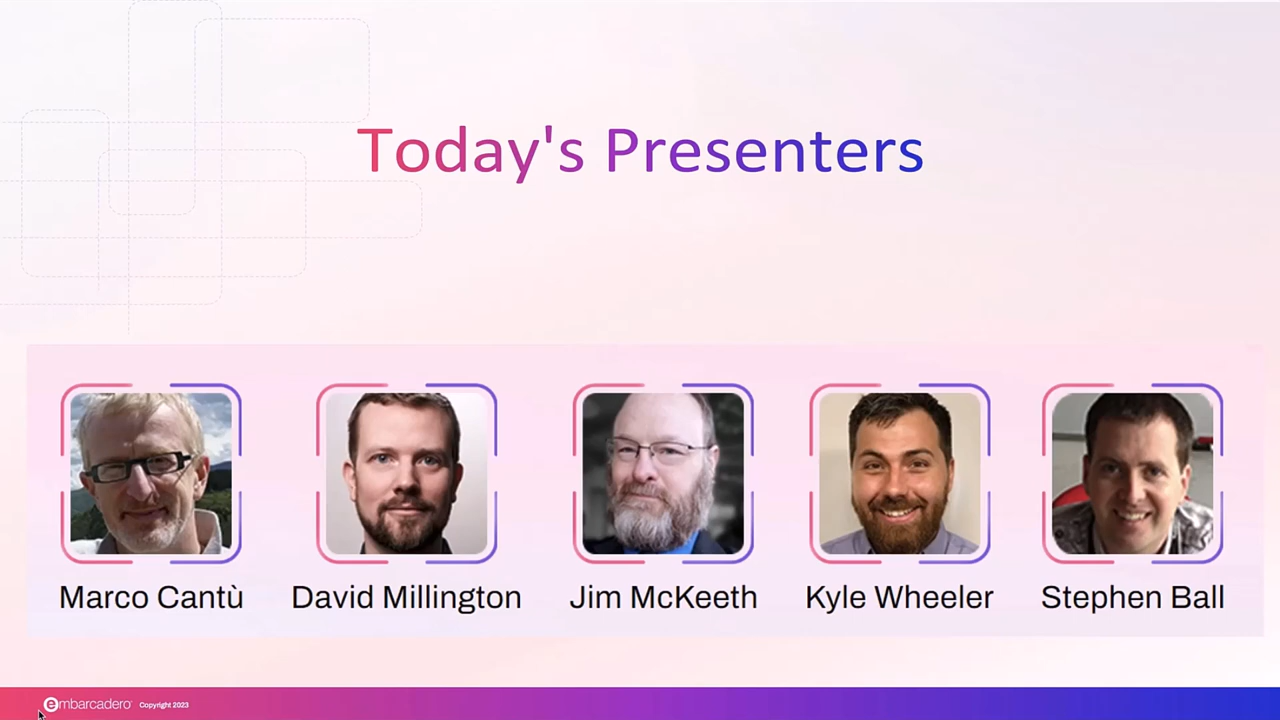 Today's Presenters
Marco Cantù
David Millington
Jim McKeeth
Kyle Wheeler
Stephen Ball
embarcadero Copyright 2023